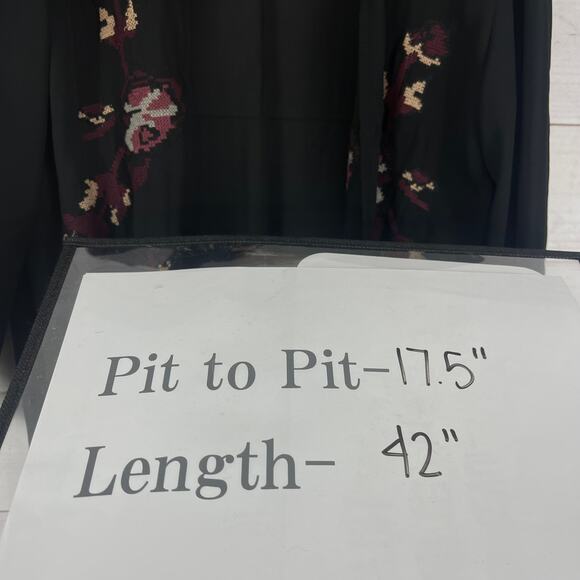 Pit to Pit-17.5"
Length- 42"